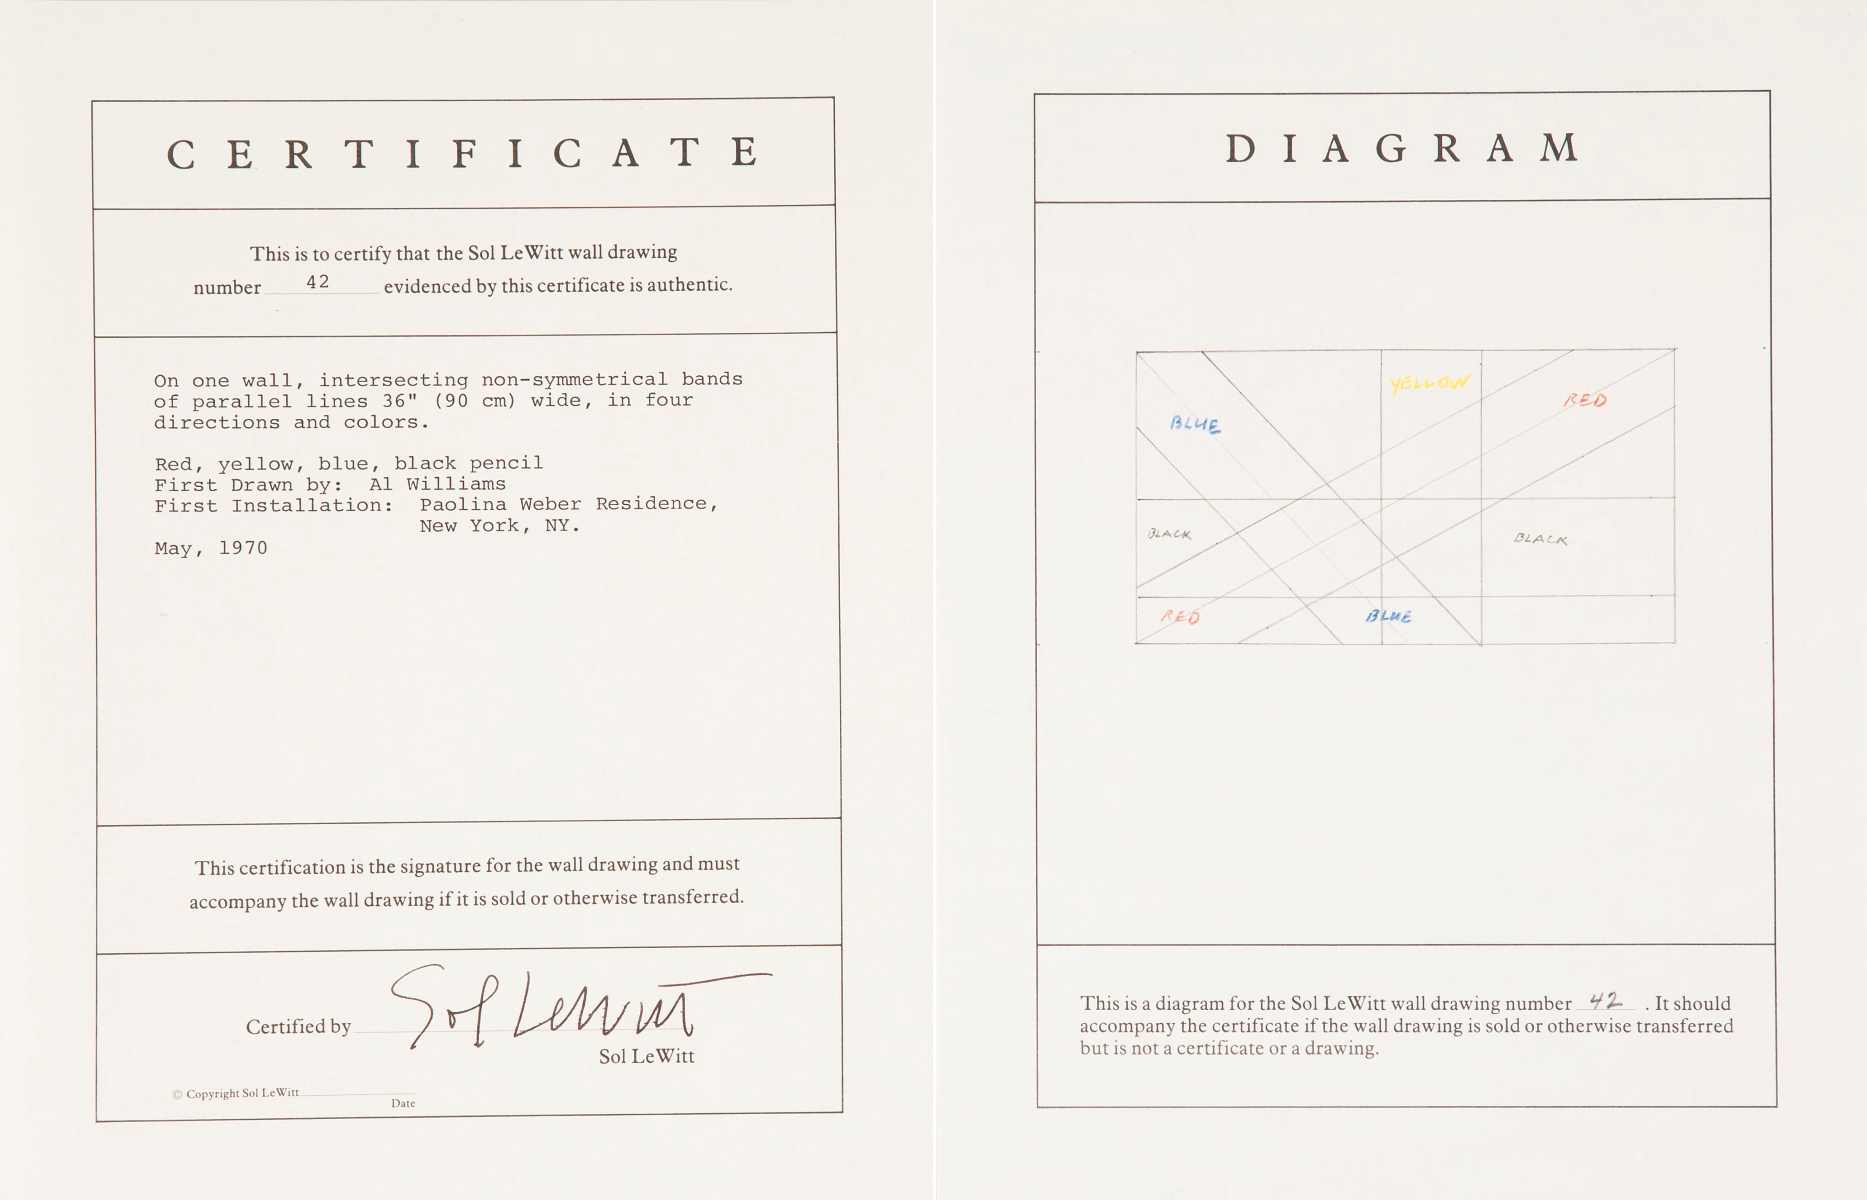 CERTIFICATE
This is to certify that the Sol LeWitt wall drawing
number 42 evidenced by this certificate is authentic.
On one wall, intersecting non-symmetrical bands
of parallel lines 36" (90 cm) wide, in four
directions and colors.
Red, yellow, blue, black pencil
First Drawn by: Al Williams
First Installation: Paolina Weber Residence,
New York, NY.
May, 1970
This certification is the signature for the wall drawing and must
accompany the wall drawing if it is sold or otherwise transferred.
Certified by Sol LeWitt
Sol LeWitt
© Copyright Sol LeWitt
Date
DIAGRAM
YELLOW
RED
BLUE
BLACK
BLACK
RED
BLUE
This is a diagram for the Sol LeWitt wall drawing number 42. It should
accompany the certificate if the wall drawing is sold or otherwise transferred
but is not a certificate or a drawing.